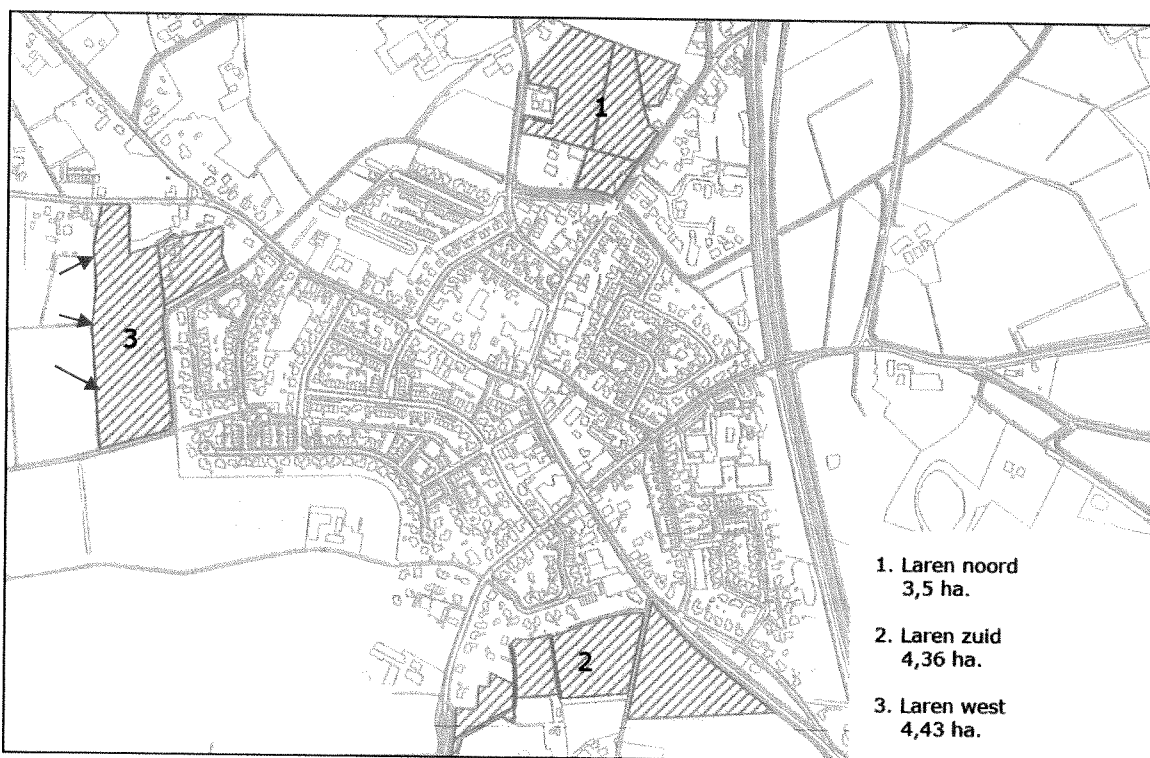 1
3
2
1. Laren noord
3,5 ha.
2. Laren zuid
4,36 ha.
3. Laren west
4,43 ha.